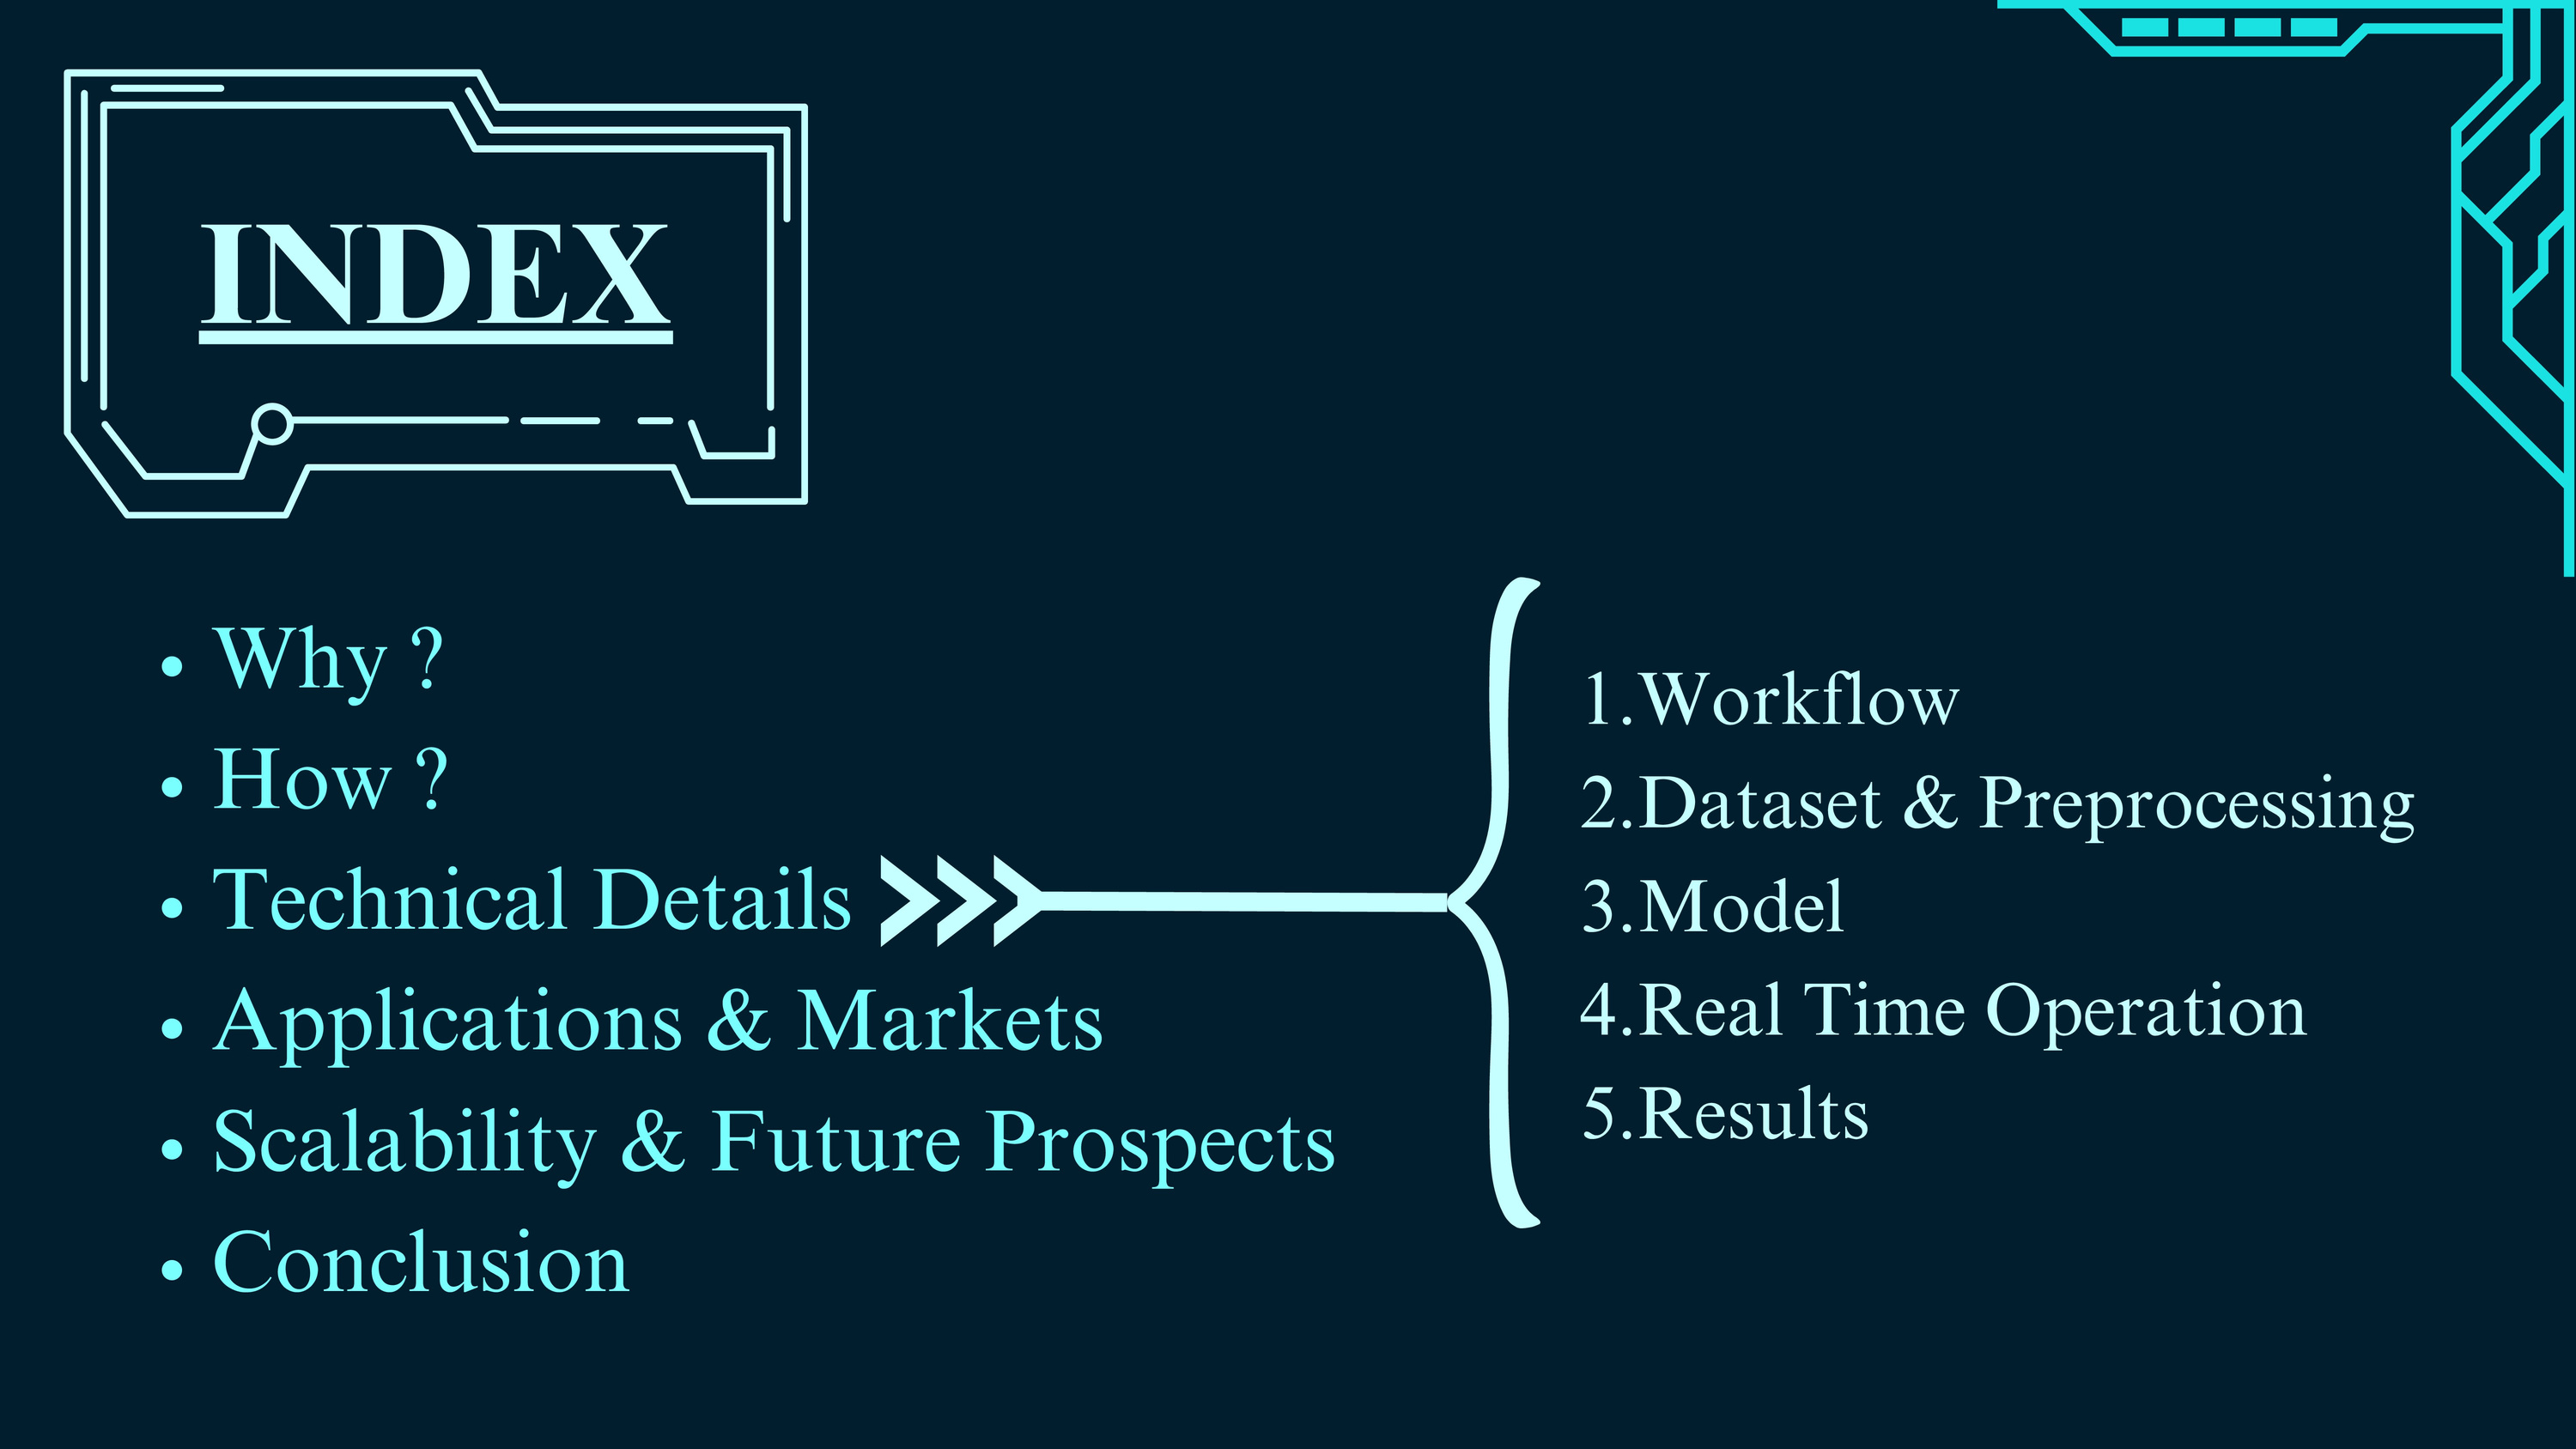 INDEX
• Why ?
• How ?
• Technical Details
• Applications & Markets
• Scalability & Future Prospects
• Conclusion
1.Workflow
2.Dataset & Preprocessing
3.Model
4.Real Time Operation
5.Results